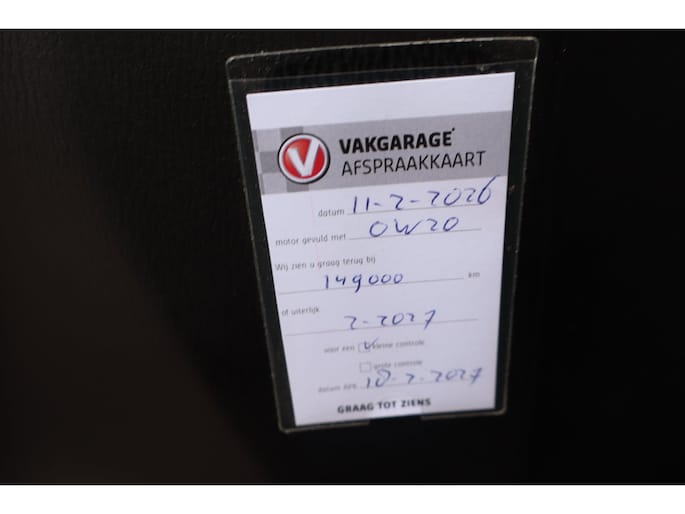 V VAKGARAGE
AFSPRAAKKAART
datum 11-2-2026
motor gevuld met 0W20
Wij zien u graag terug bij
149000 km
of uiterlijk
2-2027
voor een kleine controle
grote controle
datum APK 18-2-2027
GRAAG TOT ZIENS